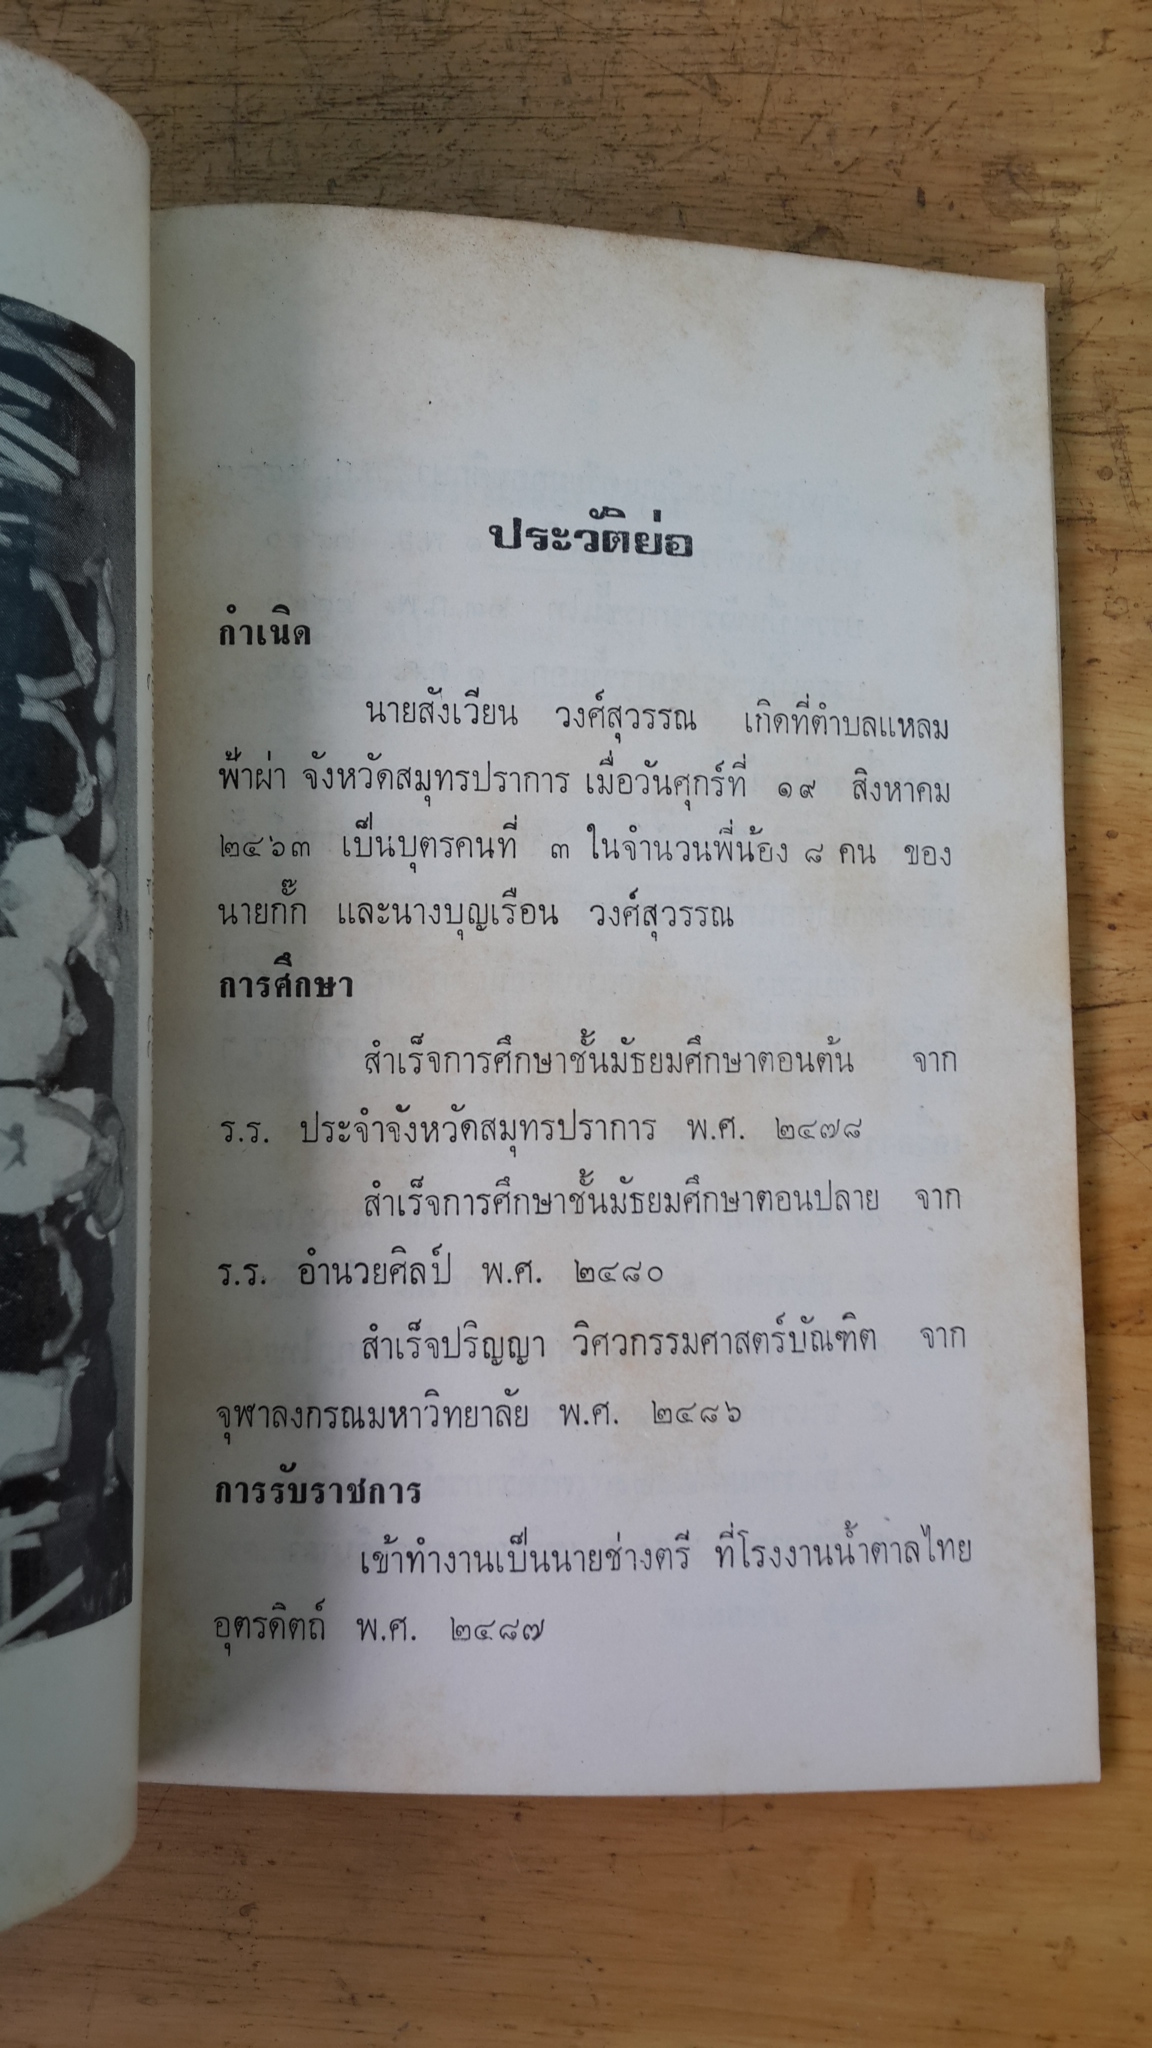 ประวัติย่อ
กำเนิด
นายสังเวียน วงศ์สุวรรณ เกิดที่ตำบลแหลม
ฟ้าผ่า จังหวัดสมุทรปราการ เมื่อวันศุกร์ที่ ๑๙ สิงหาคม
๒๔๖๓ เป็นบุตรคนที่ ๓ ในจำนวนพี่น้อง ๘ คน ของ
นายกั๊ก และนางบุญเรือน วงศ์สุวรรณ
การศึกษา
สำเร็จการศึกษาชั้นมัธยมศึกษาตอนต้น จาก
ร.ร. ประจำจังหวัดสมุทรปราการ พ.ศ. ๒๔๗๘
สำเร็จการศึกษาชั้นมัธยมศึกษาตอนปลาย จาก
ร.ร. อำนวยศิลป์ พ.ศ. ๒๔๘๐
สำเร็จปริญญา วิศวกรรมศาสตร์บัณฑิต จาก
จุฬาลงกรณมหาวิทยาลัย พ.ศ. ๒๔๘๖
การรับราชการ
เข้าทำงานเป็นนายช่างตรี ที่โรงงานน้ำตาลไทย
อุตรดิตถ์ พ.ศ. ๒๔๘๗